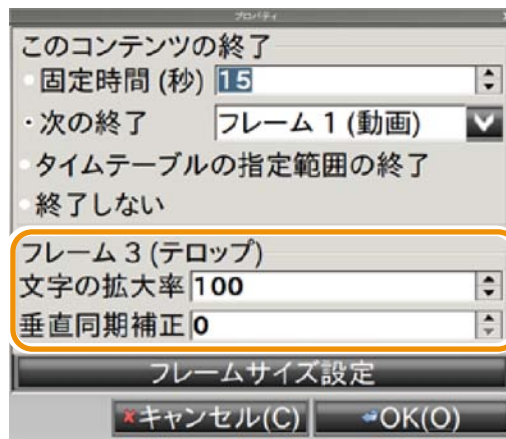 プロパティ
このコンテンツの終了
固定時間 (秒) 15
次の終了 フレーム 1 (動画)
タイムテーブルの指定範囲の終了
終了しない
フレーム 3 (テロップ)
文字の拡大率 100
垂直同期補正 0
フレームサイズ設定
キャンセル(C) OK(O)